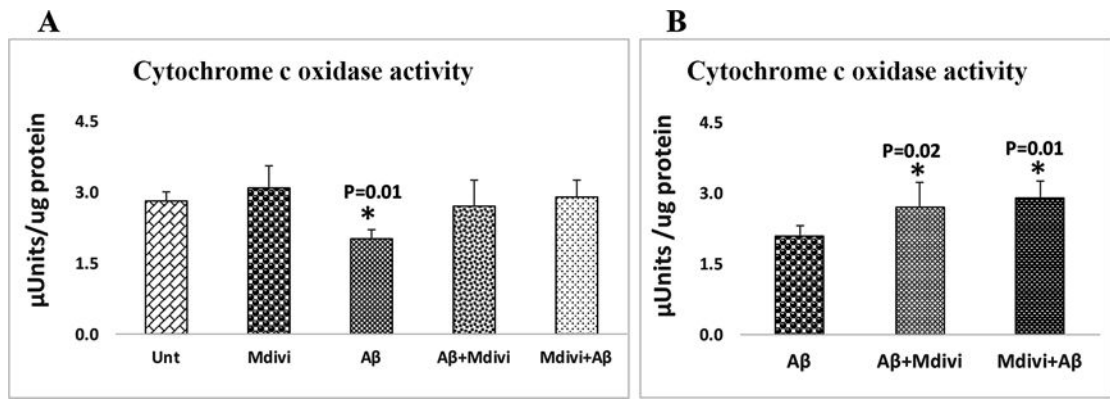 A
Cytochrome c oxidase activity
µUnits/ug protein
4.5
3.0
1.5
0.0
P=0.01
*
Unt Mdivi Aβ Aβ+Mdivi Mdivi+Aβ
B
Cytochrome c oxidase activity
µUnits /ug protein
4.5
3.0
1.5
0.0
P=0.02 P=0.01
* *
Aβ Aβ+Mdivi Mdivi+Aβ